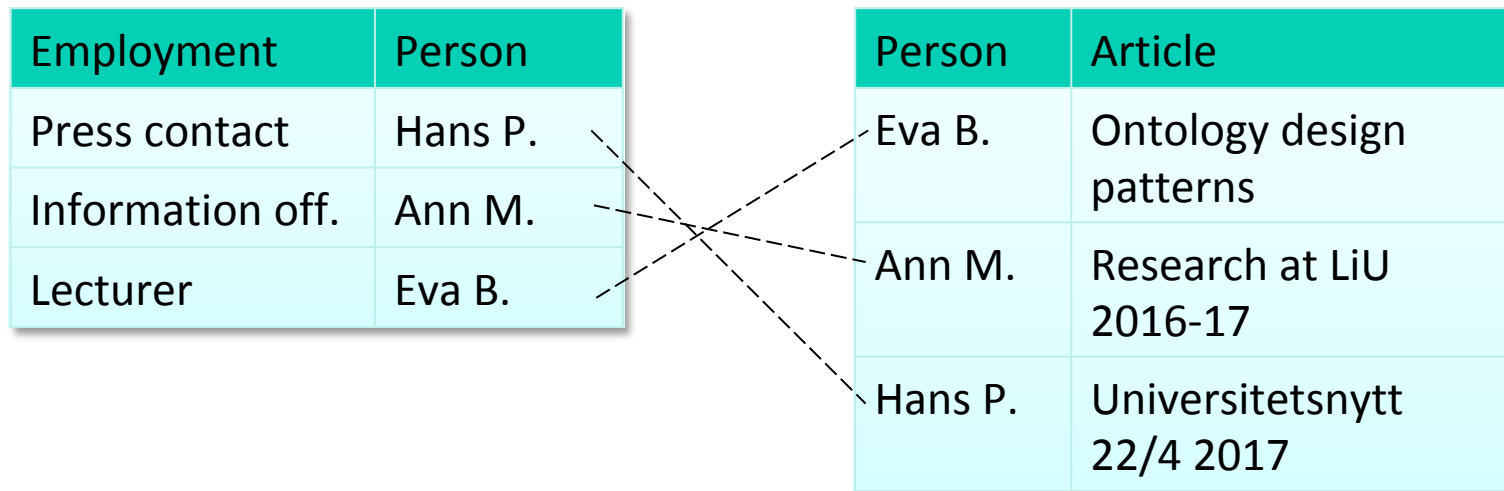 Employment Person
Press contact Hans P.
Information off. Ann M.
Lecturer Eva B.
Person Article
Eva B. Ontology design
patterns
Ann M. Research at LiU
2016-17
Hans P. Universitetsnytt
22/4 2017